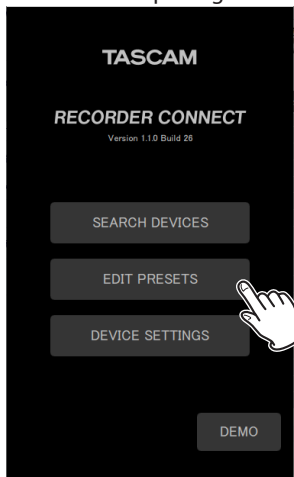 TASCAM
RECORDER CONNECT
Version 1.1.0 Build 26
SEARCH DEVICES
EDIT PRESETS
DEVICE SETTINGS
DEMO